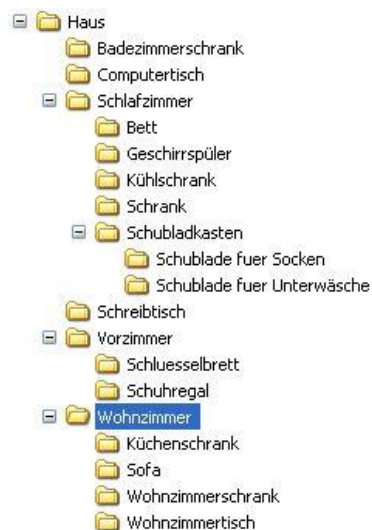 Haus
Badezimmerschrank
Computertisch
Schlafzimmer
Bett
Geschirrspüler
Kühlschrank
Schrank
Schubladkasten
Schublade fuer Socken
Schublade fuer Unterwäsche
Schreibtisch
Vorzimmer
Schluesselbrett
Schuhregal
Wohnzimmer
Küchenschrank
Sofa
Wohnzimmerschrank
Wohnzimmertisch